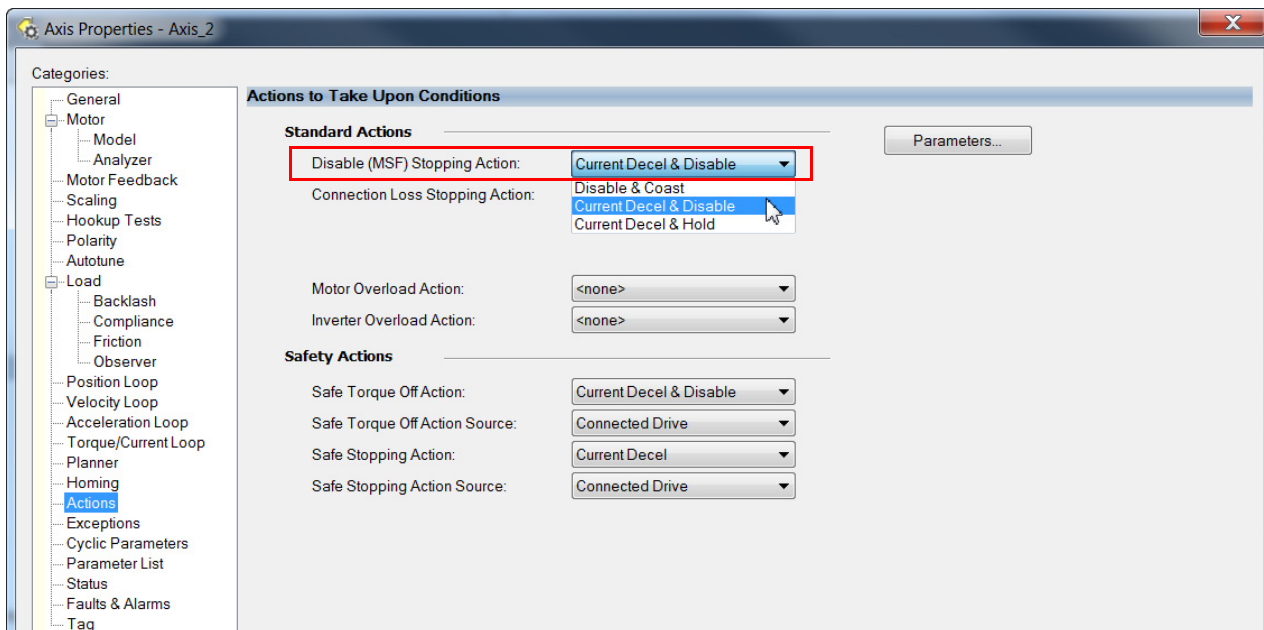 Axis Properties - Axis_2
X
Categories:
General
Motor
Model
Analyzer
Motor Feedback
Scaling
Hookup Tests
Polarity
Autotune
Load
Backlash
Compliance
Friction
Observer
Position Loop
Velocity Loop
Acceleration Loop
Torque/Current Loop
Planner
Homing
Actions
Exceptions
Cyclic Parameters
Parameter List
Status
Faults & Alarms
Tag
Actions to Take Upon Conditions
Standard Actions
Parameters...
Disable (MSF) Stopping Action: Current Decel & Disable
Disable & Coast
Connection Loss Stopping Action:
Current Decel & Disable
Current Decel & Hold
Motor Overload Action: <none>
Inverter Overload Action: <none>
Safety Actions
Safe Torque Off Action: Current Decel & Disable
Safe Torque Off Action Source: Connected Drive
Safe Stopping Action: Current Decel
Safe Stopping Action Source: Connected Drive